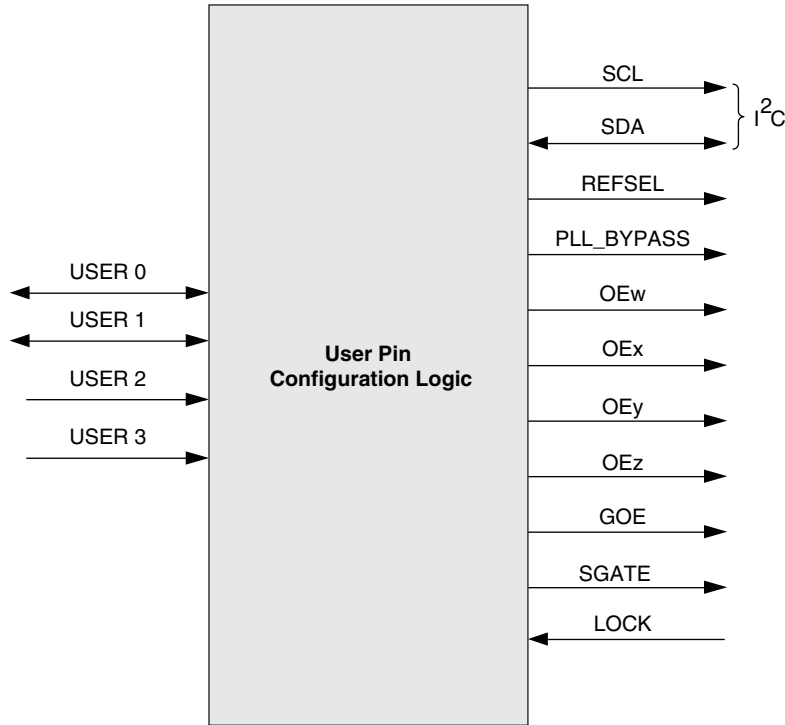 USER 0
USER 1
USER 2
USER 3
User Pin
Configuration Logic
SCL
SDA
I²C
REFSEL
PLL_BYPASS
OEw
OEx
OEy
OEz
GOE
SGATE
LOCK